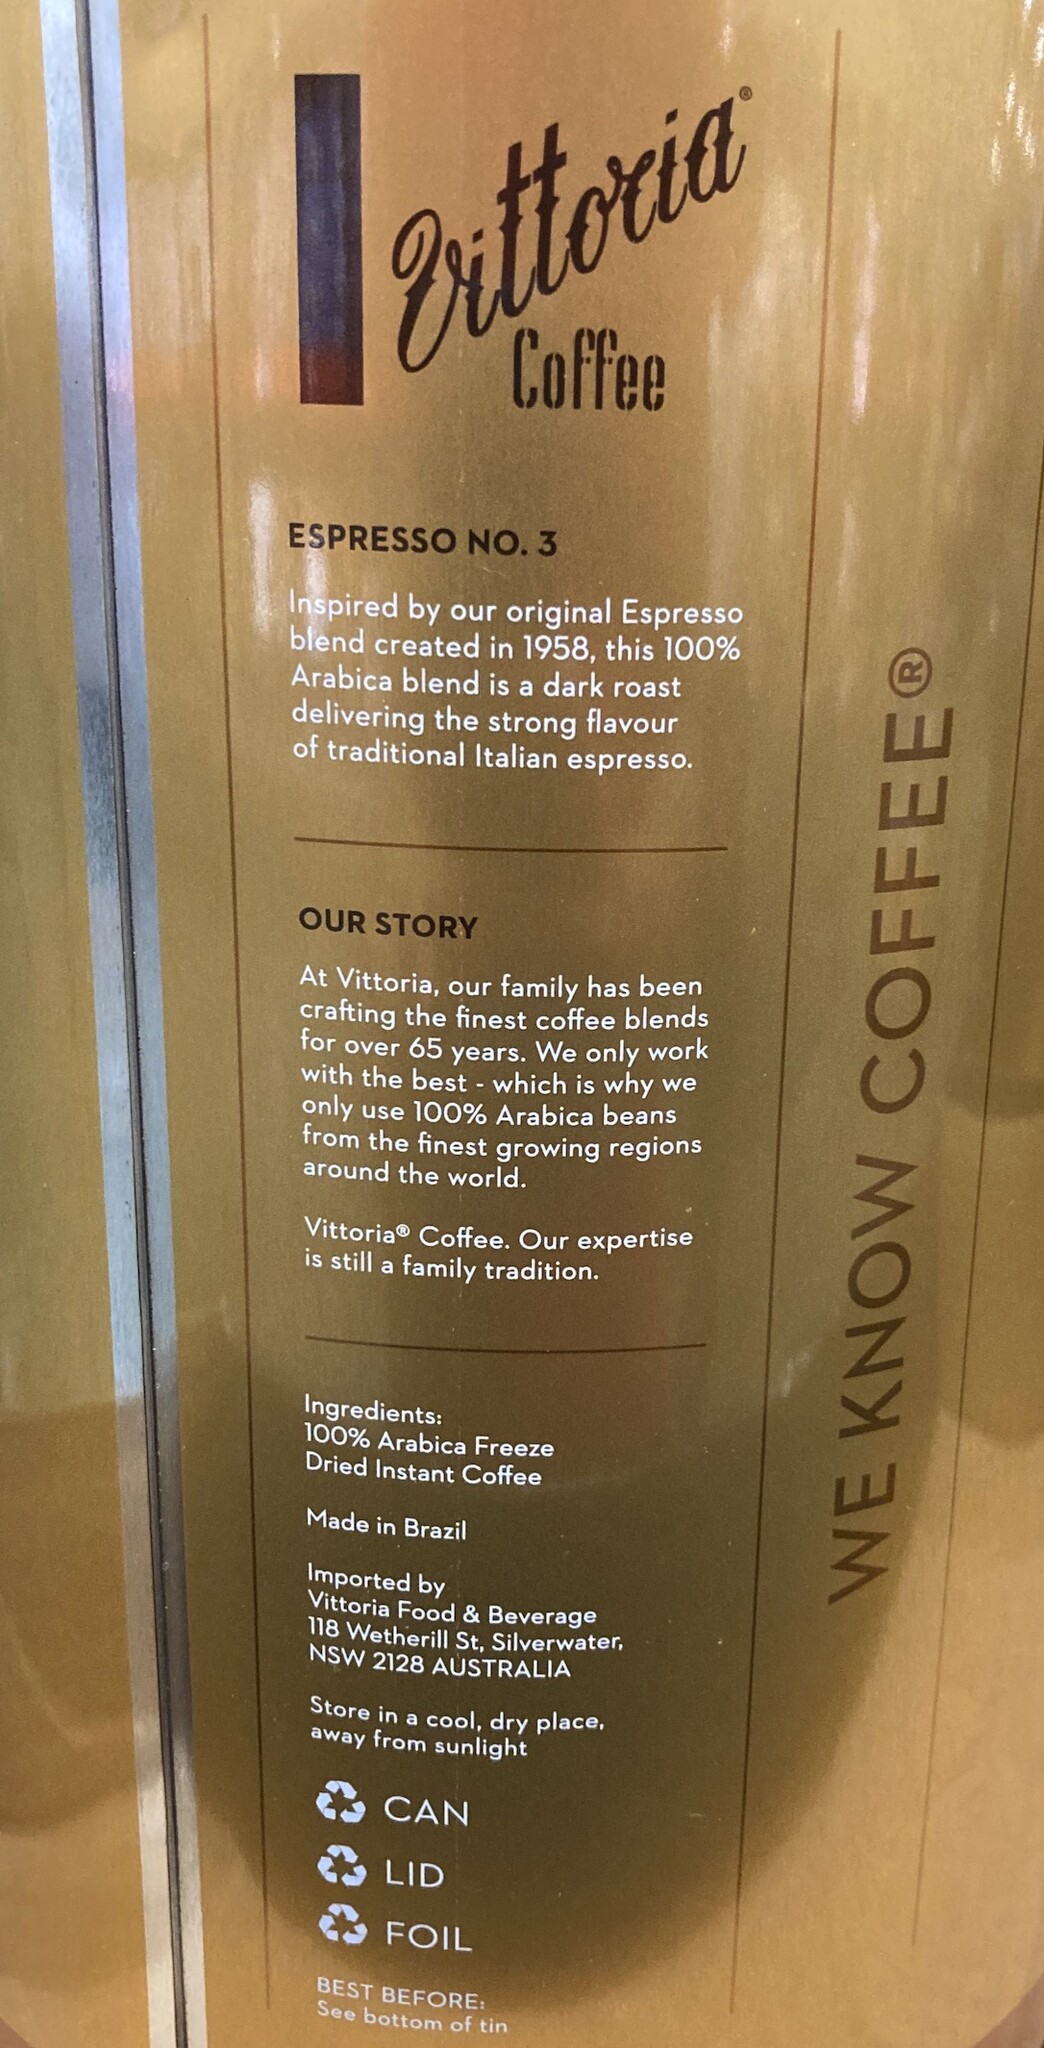 Vittoria®
Coffee
ESPRESSO NO. 3
Inspired by our original Espresso
blend created in 1958, this 100%
Arabica blend is a dark roast
delivering the strong flavour
of traditional Italian espresso.
OUR STORY
At Vittoria, our family has been
crafting the finest coffee blends
for over 65 years. We only work
with the best - which is why we
only use 100% Arabica beans
from the finest growing regions
around the world.
Vittoria® Coffee. Our expertise
is still a family tradition.
Ingredients:
100% Arabica Freeze
Dried Instant Coffee
Made in Brazil
Imported by
Vittoria Food & Beverage
118 Wetherill St, Silverwater,
NSW 2128 AUSTRALIA
Store in a cool, dry place,
away from sunlight
CAN
LID
FOIL
BEST BEFORE:
See bottom of tin
WE KNOW COFFEE®